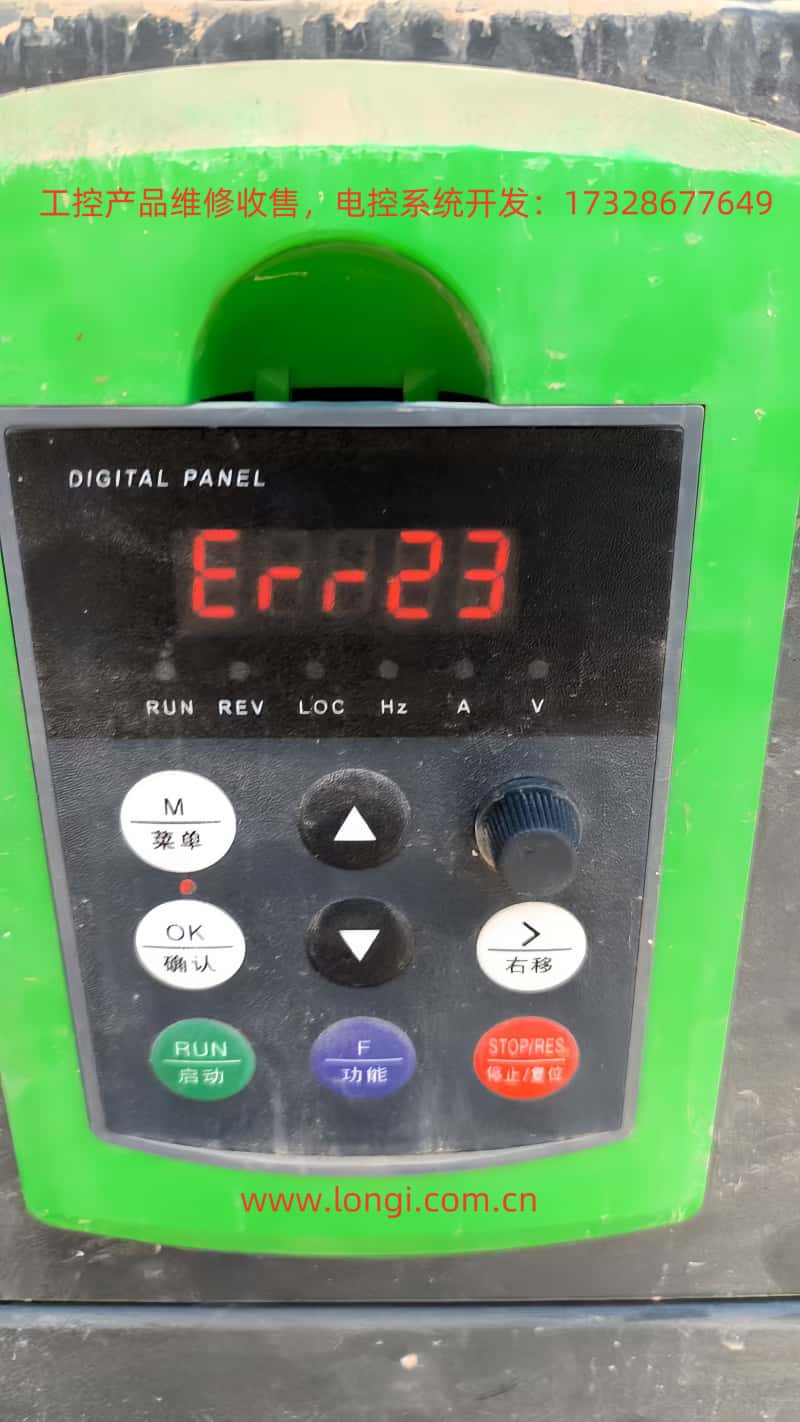 工控产品维修收售，电控系统开发：17328677649
DIGITAL PANEL
Err23
RUN REV LOC Hz A V
M
菜单
OK
确认
>
右移
RUN
启动
F
功能
STOP/RES
停止/复位
www.longi.com.cn